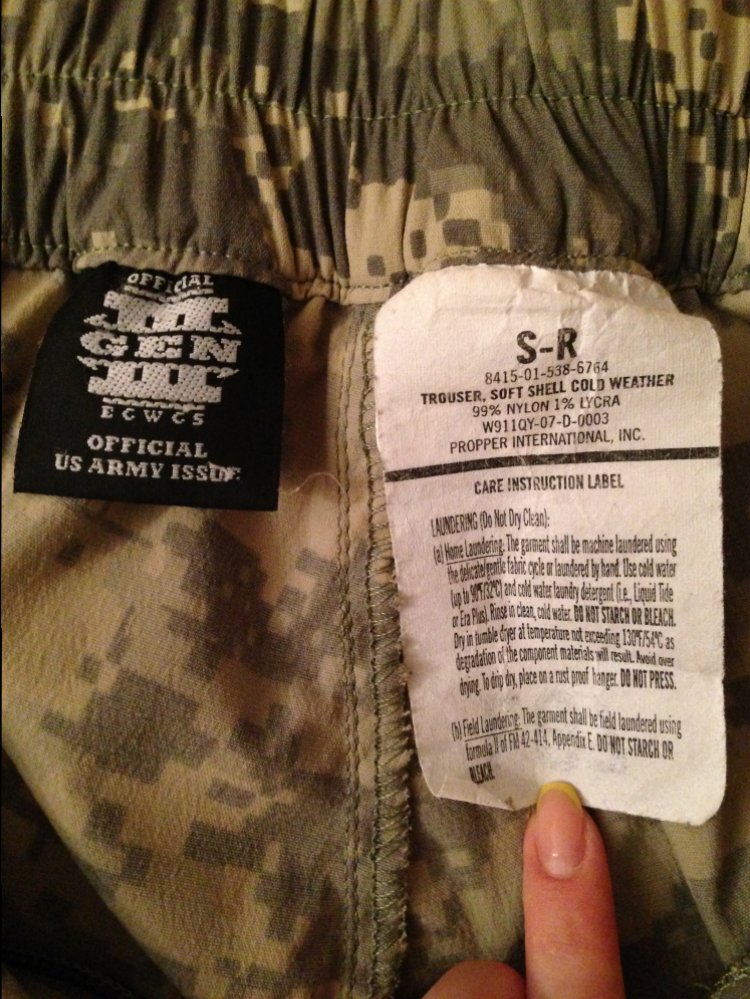 OFFICIAL
III
GEN
III
ECWCS
OFFICIAL
US ARMY ISSUE
S-R
8415-01-538-6764
TROUSER, SOFT SHELL COLD WEATHER
99% NYLON 1% LYCRA
W911QY-07-D-0003
PROPPER INTERNATIONAL, INC.
CARE INSTRUCTION LABEL
LAUNDERING (Do Not Dry Clean):
(a) Home Laundering. The garment shall be machine laundered using
the delicate/gentle fabric cycle or laundered by hand. Use cold water
(up to 90°F/32°C) and cold water laundry detergent (i.e., Liquid Tide
or Era Plus). Rinse in clean, cold water. DO NOT STARCH OR BLEACH.
Dry in tumble dryer at temperature not exceeding 130°F/54°C as
degradation of the component materials will result. Avoid over
drying. To drip dry, place on a rust proof hanger. DO NOT PRESS.
(b) Field Laundering: The garment shall be field laundered using
formula II of FM 42-414, Appendix E. DO NOT STARCH OR
BLEACH.